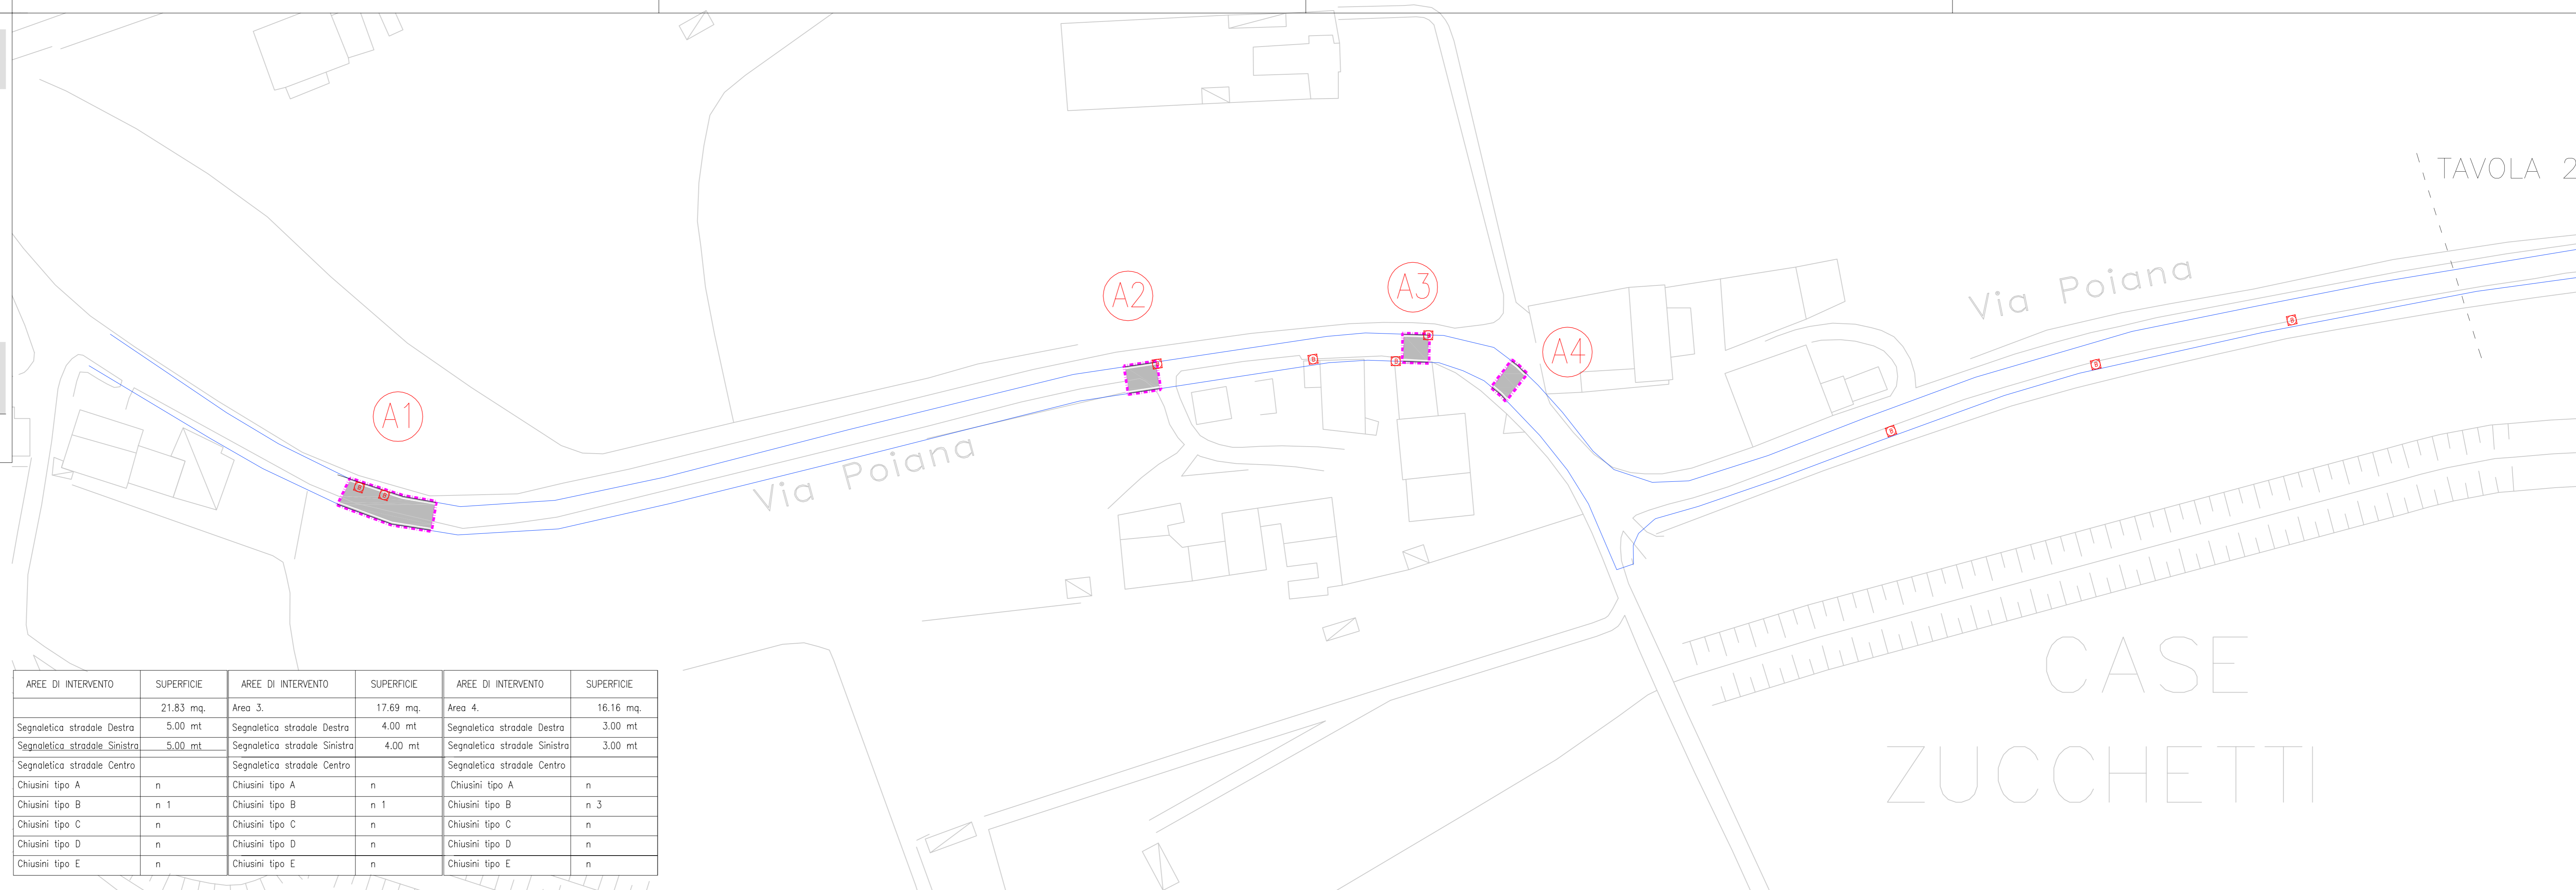 TAVOLA 2
A3
A2
A4
A1
Via Poiana
Via Poiana
CASE
ZUCCHETTI
B
B
B
B
B
B
B
B
B
AREE DI INTERVENTO SUPERFICIE AREE DI INTERVENTO SUPERFICIE AREE DI INTERVENTO SUPERFICIE
21.83 mq. Area 3. 17.69 mq. Area 4. 16.16 mq.
Segnaletica stradale Destra 5.00 mt Segnaletica stradale Destra 4.00 mt Segnaletica stradale Destra 3.00 mt
Segnaletica stradale Sinistra 5.00 mt Segnaletica stradale Sinistra 4.00 mt Segnaletica stradale Sinistra 3.00 mt
Segnaletica stradale Centro Segnaletica stradale Centro Segnaletica stradale Centro
Chiusini tipo A n Chiusini tipo A n Chiusini tipo A n
Chiusini tipo B n 1 Chiusini tipo B n 1 Chiusini tipo B n 3
Chiusini tipo C n Chiusini tipo C n Chiusini tipo C n
Chiusini tipo D n Chiusini tipo D n Chiusini tipo D n
Chiusini tipo E n Chiusini tipo E n Chiusini tipo E n